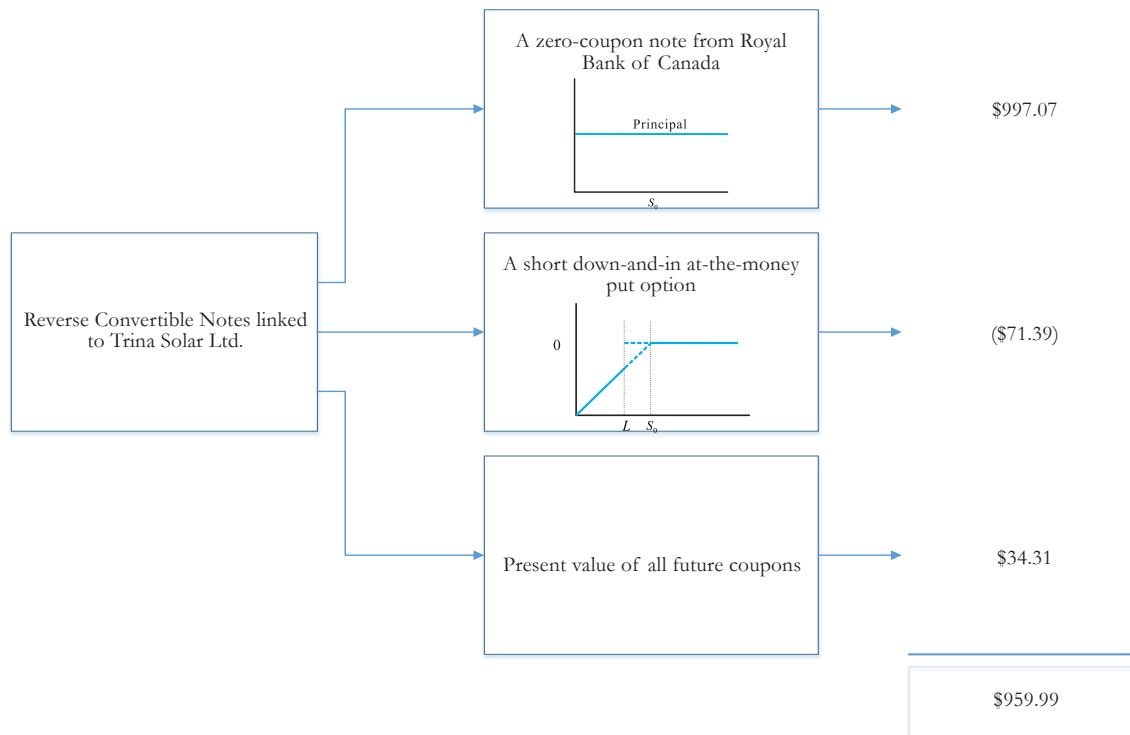 A zero-coupon note from Royal
Bank of Canada
Principal
S₀
$997.07
Reverse Convertible Notes linked
to Trina Solar Ltd.
A short down-and-in at-the-money
put option
0
L S₀
($71.39)
Present value of all future coupons
$34.31
$959.99